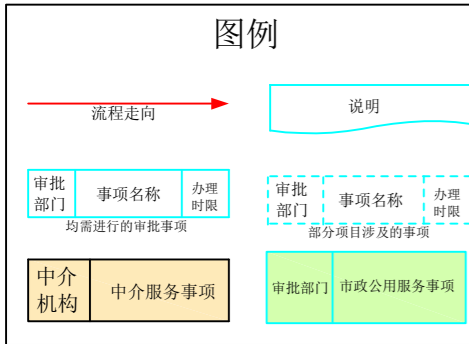 图例
流程走向
说明
审批
部门
事项名称
办理
时限
均需进行的审批事项
审批
部门
事项名称
办理
时限
部分项目涉及的事项
中介
机构
中介服务事项
审批部门
市政公用服务事项